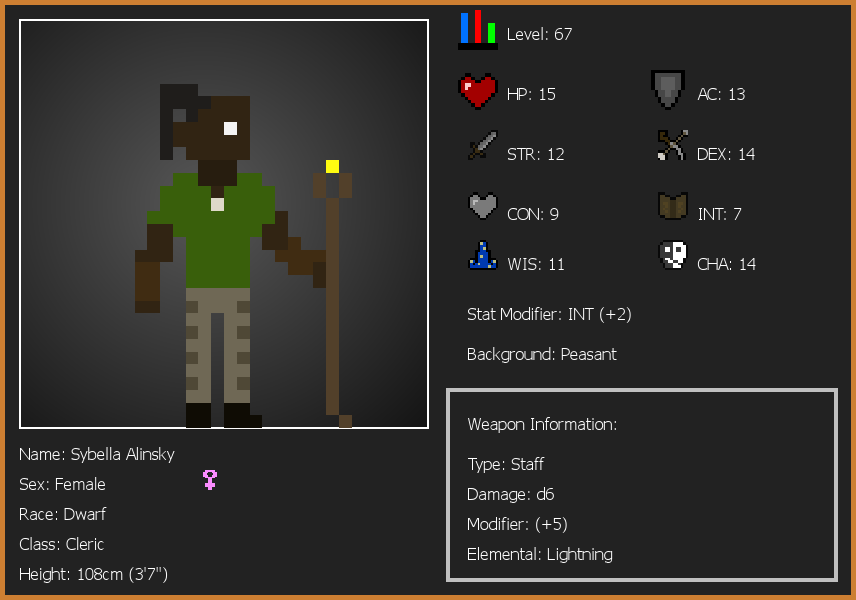 Level: 67
HP: 15
AC: 13
STR: 12
DEX: 14
CON: 9
INT: 7
WIS: 11
CHA: 14
Stat Modifier: INT (+2)
Background: Peasant
Weapon Information:
Type: Staff
Damage: d6
Modifier: (+5)
Elemental: Lightning
Name: Sybella Alinsky
Sex: Female
Race: Dwarf
Class: Cleric
Height: 108cm (3'7")